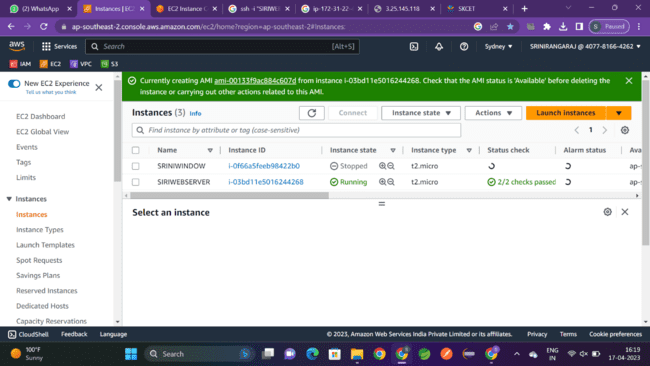 (2) WhatsApp
Instances | EC2
EC2 Instance C
ssh -i "SIRIWI
ip-172-31-22-
3.25.145.118
SKCET
ap-southeast-2.console.aws.amazon.com/ec2/home?region=ap-southeast-2#Instances:
S Paused
aws
Services
Search
[Alt+S]
Sydney
SRINIRANGARAJ @ 4077-8166-4262
IAM
EC2
VPC
S3
New EC2 Experience
Tell us what you think
EC2 Dashboard
EC2 Global View
Events
Tags
Limits
Instances
Instances
Instance Types
Launch Templates
Spot Requests
Savings Plans
Reserved Instances
Dedicated Hosts
Capacity Reservations
Currently creating AMI ami-00133f9ac884c607d from instance i-03bd11e5016244268. Check that the AMI status is 'Available' before deleting the
instance or carrying out other actions related to this AMI.
Instances (3) Info
Connect
Instance state
Actions
Launch instances
Find instance by attribute or tag (case-sensitive)
1
Name Instance ID Instance state Instance type Status check Alarm status Ava
SRINIWINDOW i-0f66a5feeb98422b0 Stopped t2.micro ap-s
SIRIWEBSERVER i-03bd11e5016244268 Running t2.micro 2/2 checks passed ap-s
Select an instance
CloudShell Feedback Language
© 2023, Amazon Web Services India Private Limited or its affiliates. Privacy Terms Cookie preferences
100°F
Sunny
Search
ENG
IN
16:19
17-04-2023